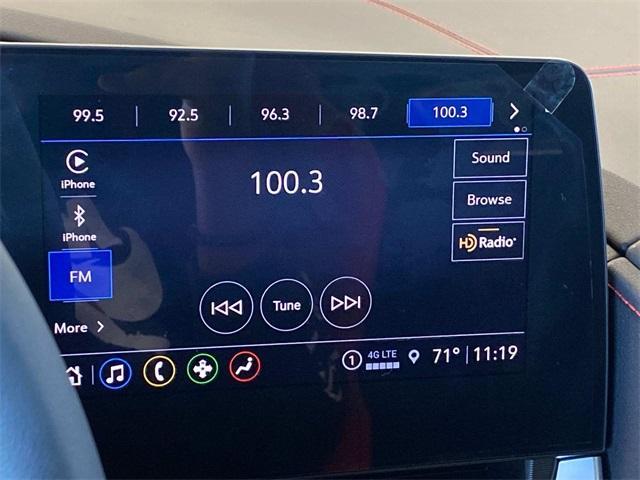 99.5 92.5 96.3 98.7 100.3
iPhone
100.3
Sound
iPhone
Browse
HD Radio
FM
Tune
More
1 4G LTE 71° 11:19